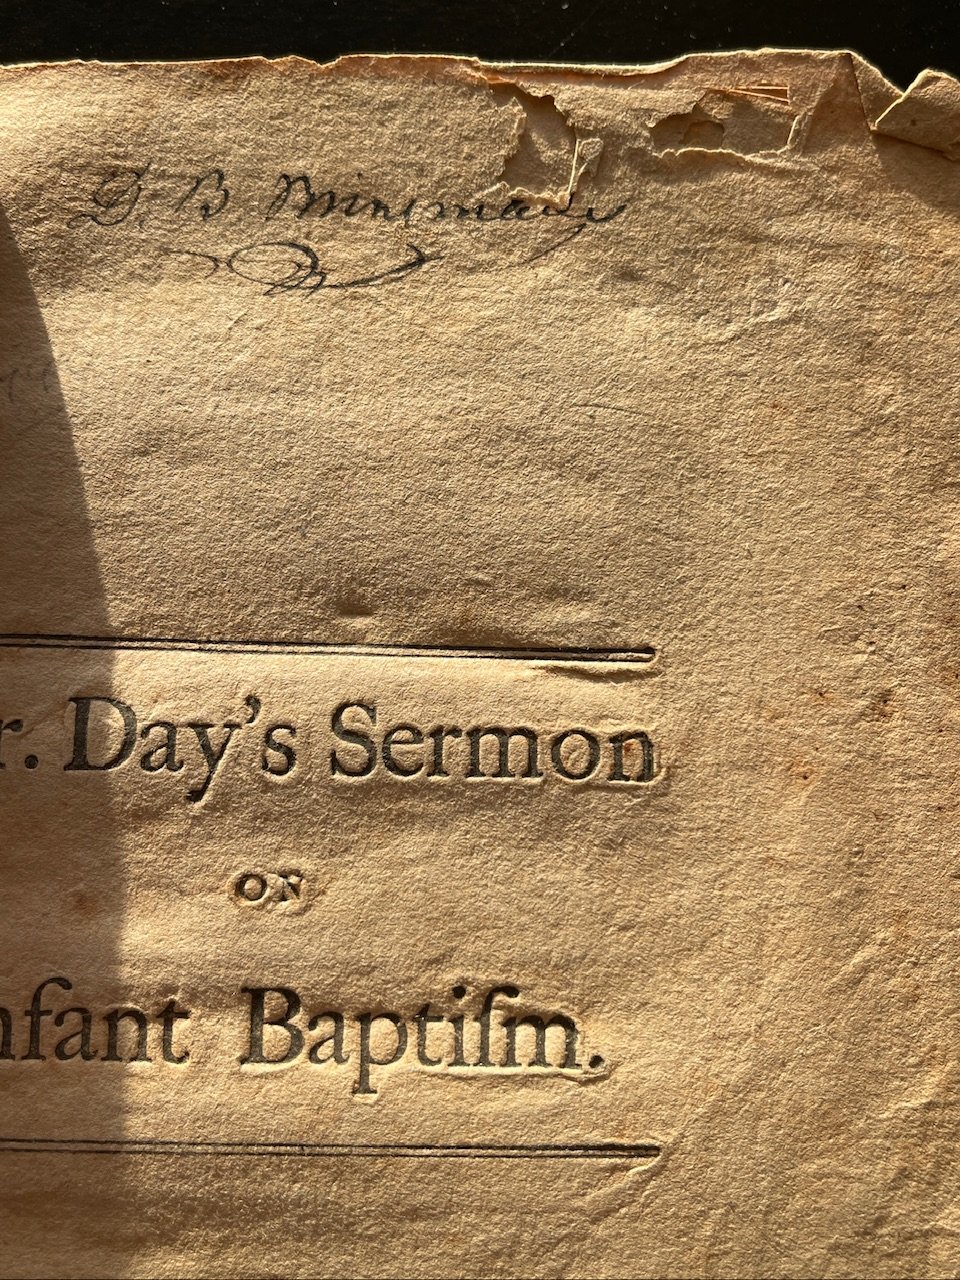 B
r. Day's Sermon
ON
nfant Baptiſm.